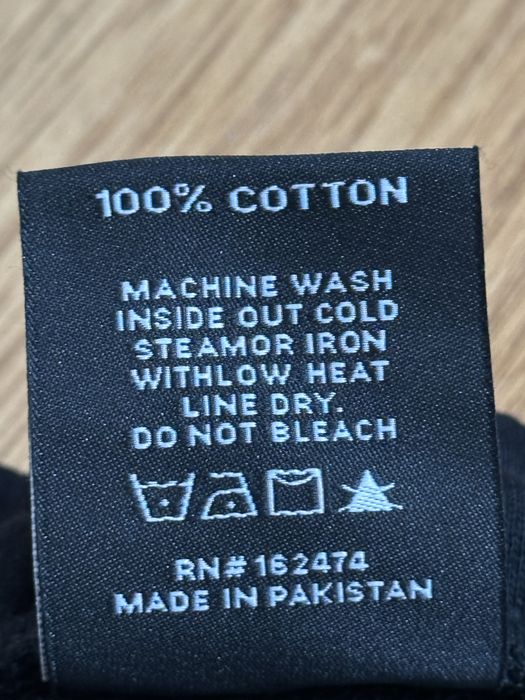 100% COTTON
MACHINE WASH
INSIDE OUT COLD
STEAMOR IRON
WITHLOW HEAT
LINE DRY.
DO NOT BLEACH
RN# 162474
MADE IN PAKISTAN